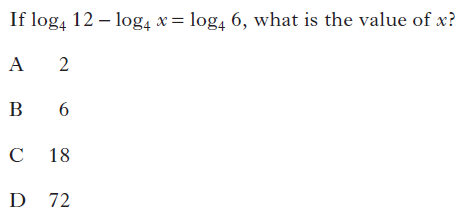 If log₄ 12 – log₄ x = log₄ 6, what is the value of x?
A 2
B 6
C 18
D 72